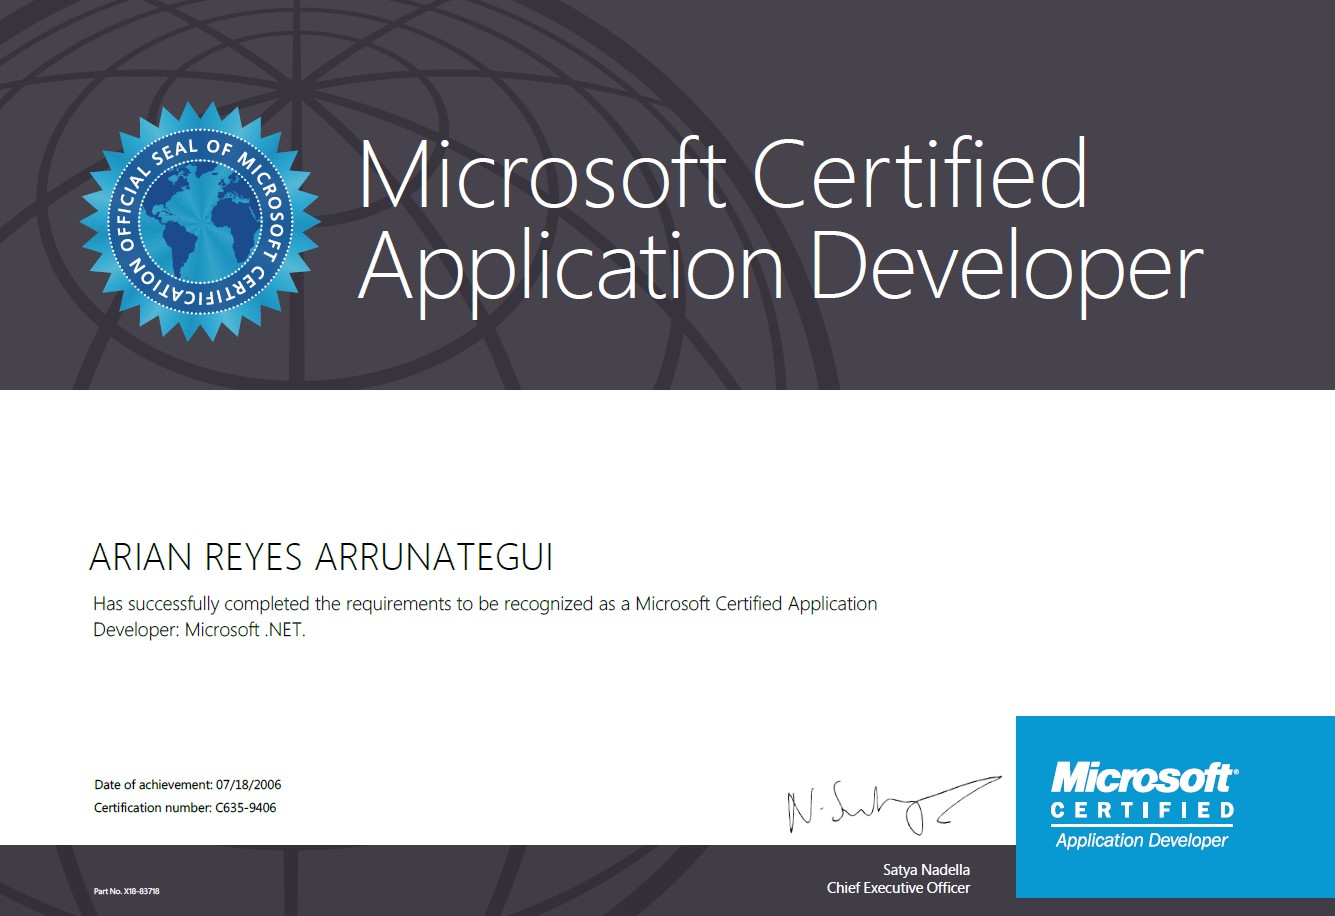 OFFICIAL SEAL OF MICROSOFT CERTIFICATION
Microsoft Certified
Application Developer
ARIAN REYES ARRUNATEGUI
Has successfully completed the requirements to be recognized as a Microsoft Certified Application
Developer: Microsoft .NET.
Date of achievement: 07/18/2006
Certification number: C635-9406
Part No. X18-83718
Satya Nadella
Chief Executive Officer
Microsoft®
CERTIFIED
Application Developer